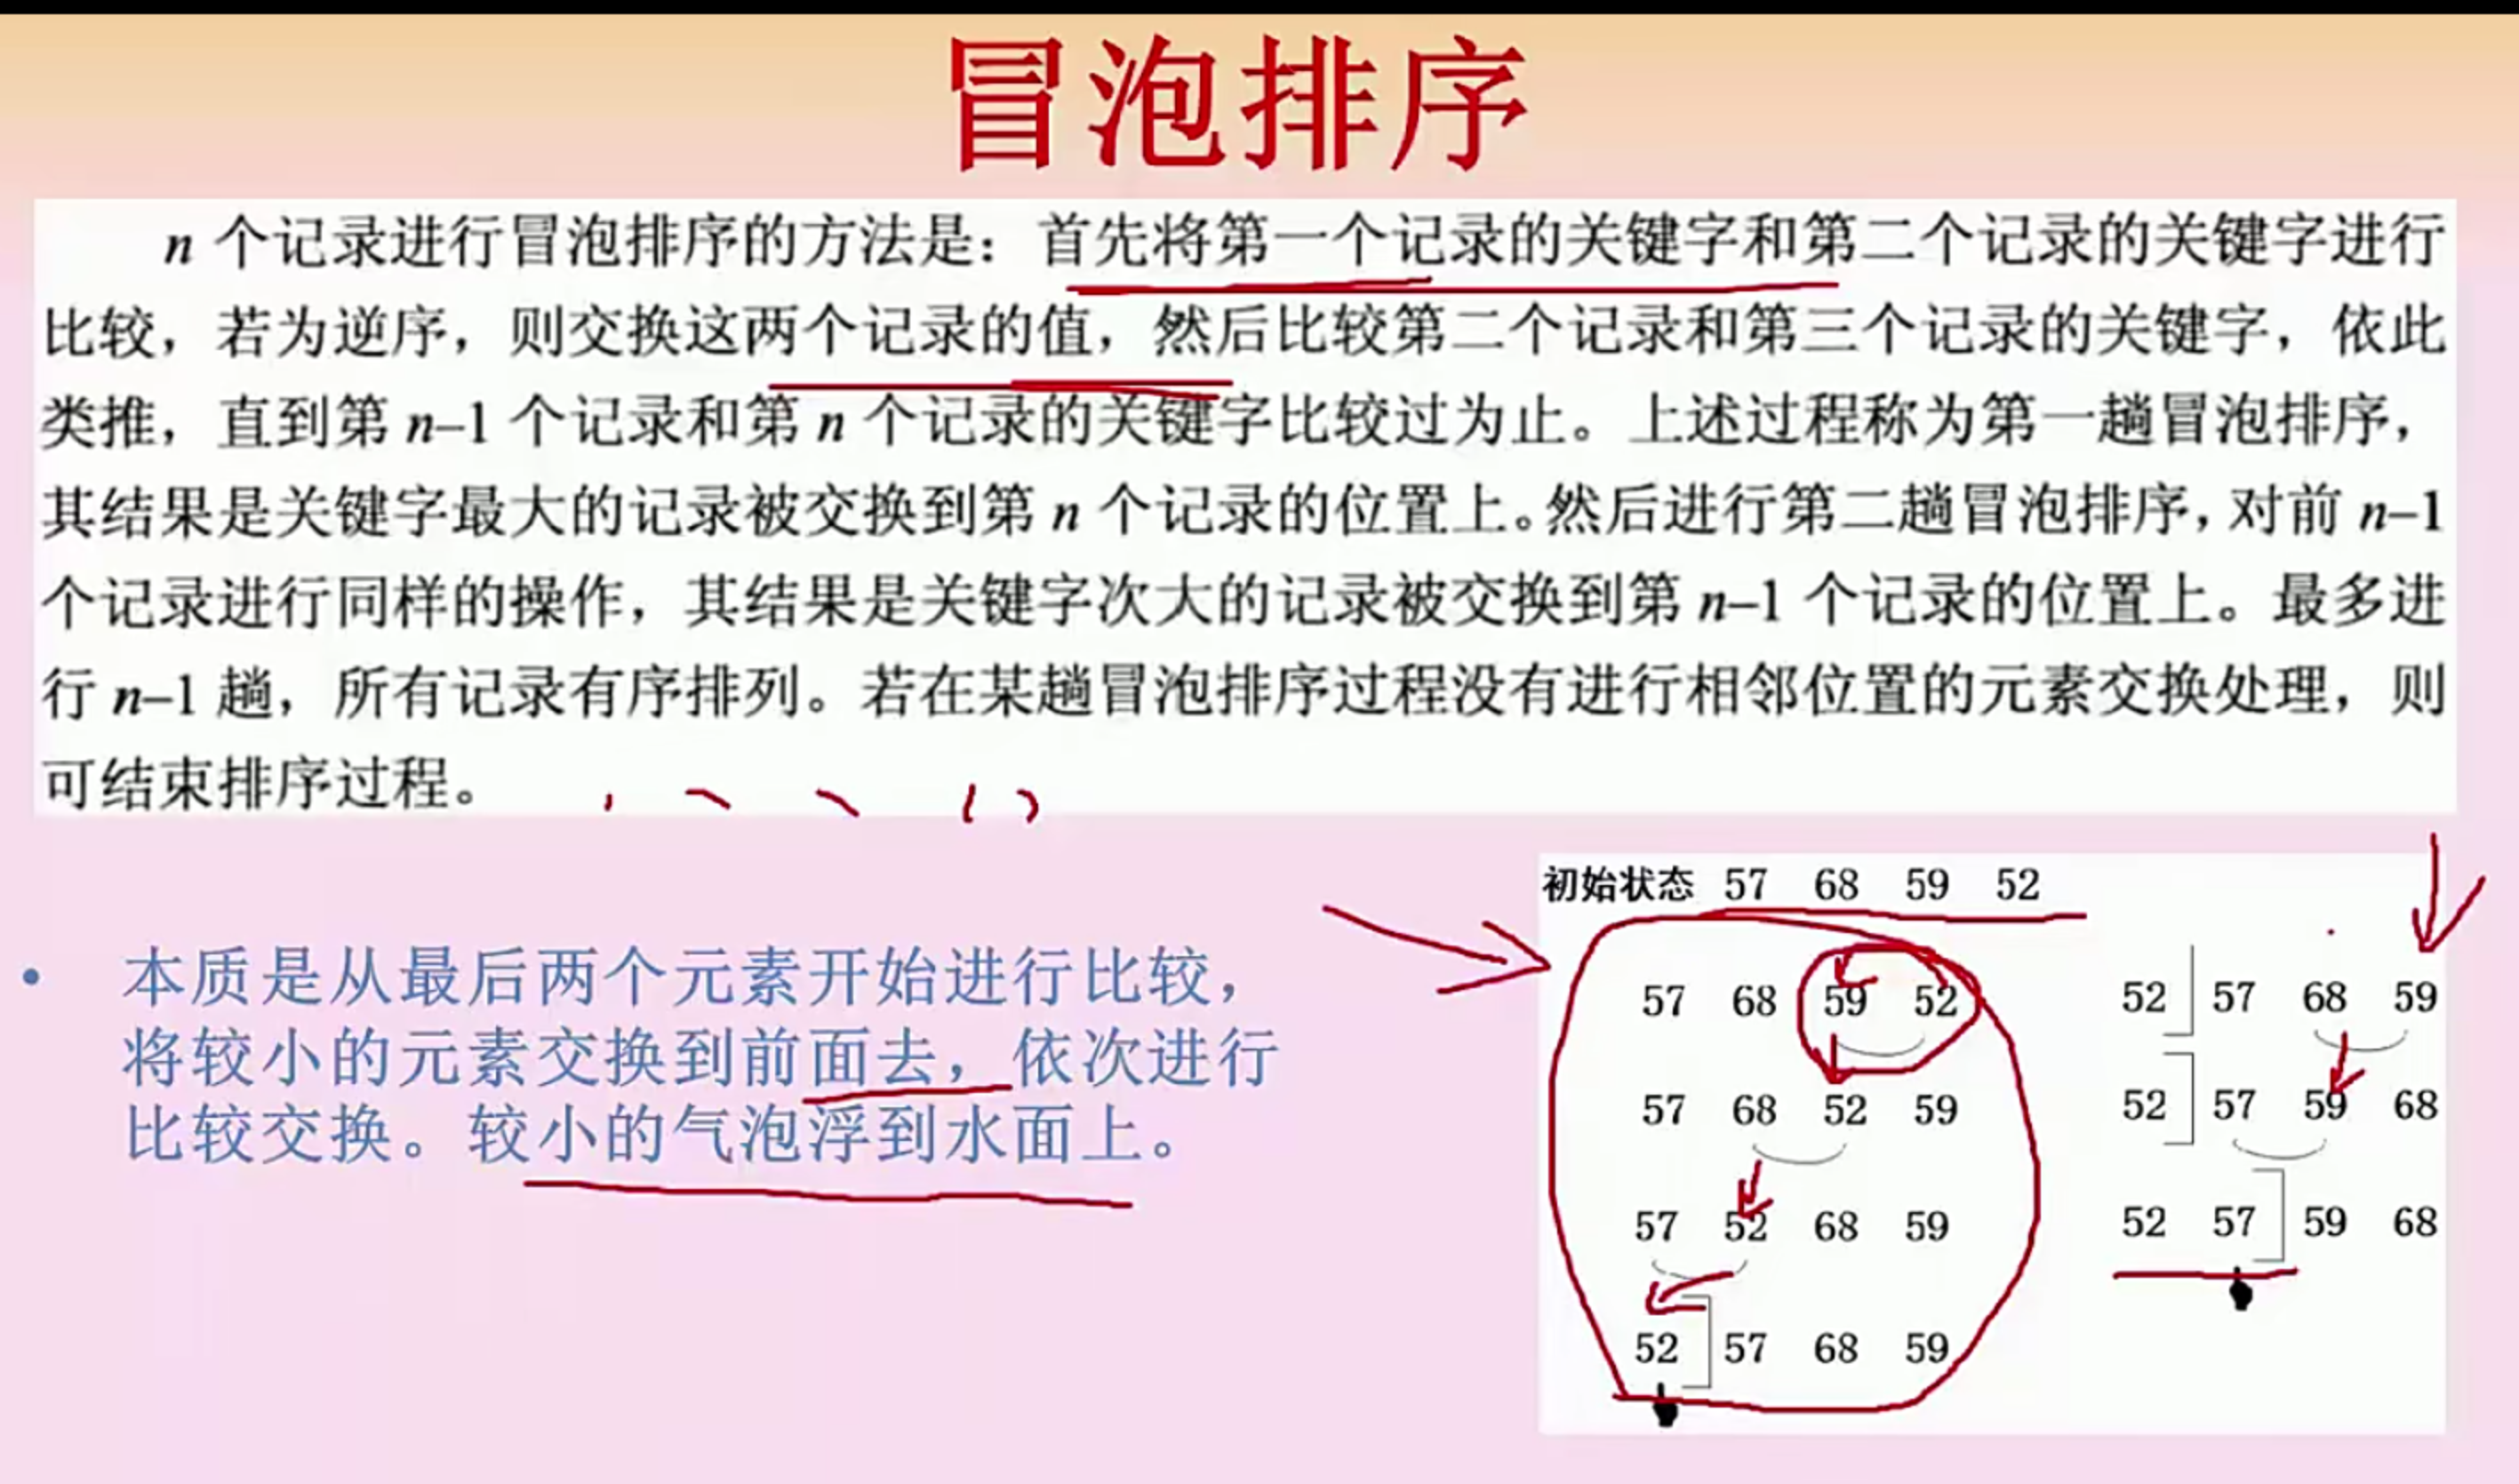 冒泡排序
n 个记录进行冒泡排序的方法是：首先将第一个记录的关键字和第二个记录的关键字进行
比较，若为逆序，则交换这两个记录的值，然后比较第二个记录和第三个记录的关键字，依此
类推，直到第 n–1 个记录和第 n 个记录的关键字比较过为止。上述过程称为第一趟冒泡排序，
其结果是关键字最大的记录被交换到第 n 个记录的位置上。然后进行第二趟冒泡排序，对前 n–1
个记录进行同样的操作，其结果是关键字次大的记录被交换到第 n–1 个记录的位置上。最多进
行 n–1 趟，所有记录有序排列。若在某趟冒泡排序过程没有进行相邻位置的元素交换处理，则
可结束排序过程。
• 本质是从最后两个元素开始进行比较，
将较小的元素交换到前面去，依次进行
比较交换。较小的气泡浮到水面上。
初始状态 57 68 59 52
57 68 59 52
57 68 52 59
57 52 68 59
52] 57 68 59
52] 57 68 59
52] 57 59 68
52 57] 59 68